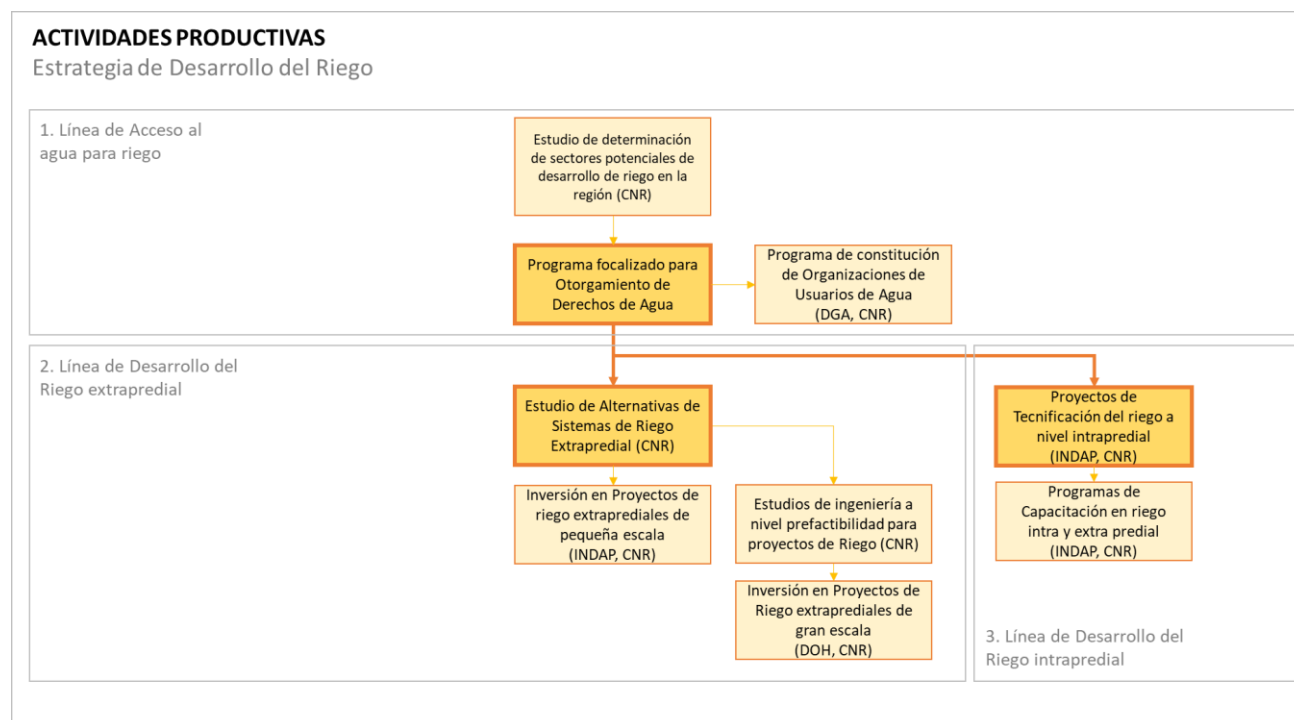 ACTIVIDADES PRODUCTIVAS
Estrategia de Desarrollo del Riego
1. Línea de Acceso al
agua para riego
Estudio de determinación
de sectores potenciales de
desarrollo de riego en la
región (CNR)
Programa focalizado para
Otorgamiento de
Derechos de Agua
Programa de constitución
de Organizaciones de
Usuarios de Agua
(DGA, CNR)
2. Línea de Desarrollo del
Riego extrapredial
Estudio de Alternativas de
Sistemas de Riego
Extrapredial (CNR)
Inversión en Proyectos de
riego extraprediales de
pequeña escala
(INDAP, CNR)
Estudios de ingeniería a
nivel prefactibilidad para
proyectos de Riego (CNR)
Inversión en Proyectos de
Riego extraprediales de
gran escala
(DOH, CNR)
Proyectos de
Tecnificación del riego a
nivel intrapredial
(INDAP, CNR)
Programas de
Capacitación en riego
intra y extra predial
(INDAP, CNR)
3. Línea de Desarrollo del
Riego intrapredial